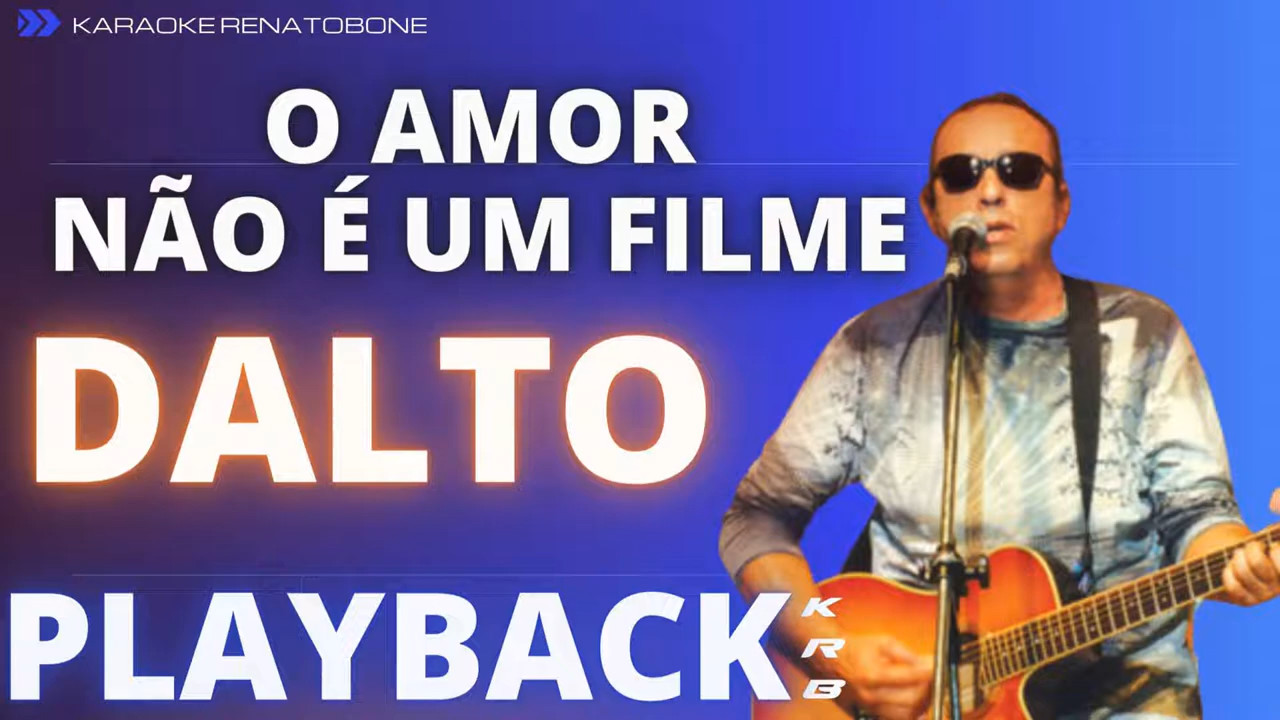 KARAOKE RENATOBONE
O AMOR
NÃO É UM FILME
DALTO
PLAYBACK
K
R
B